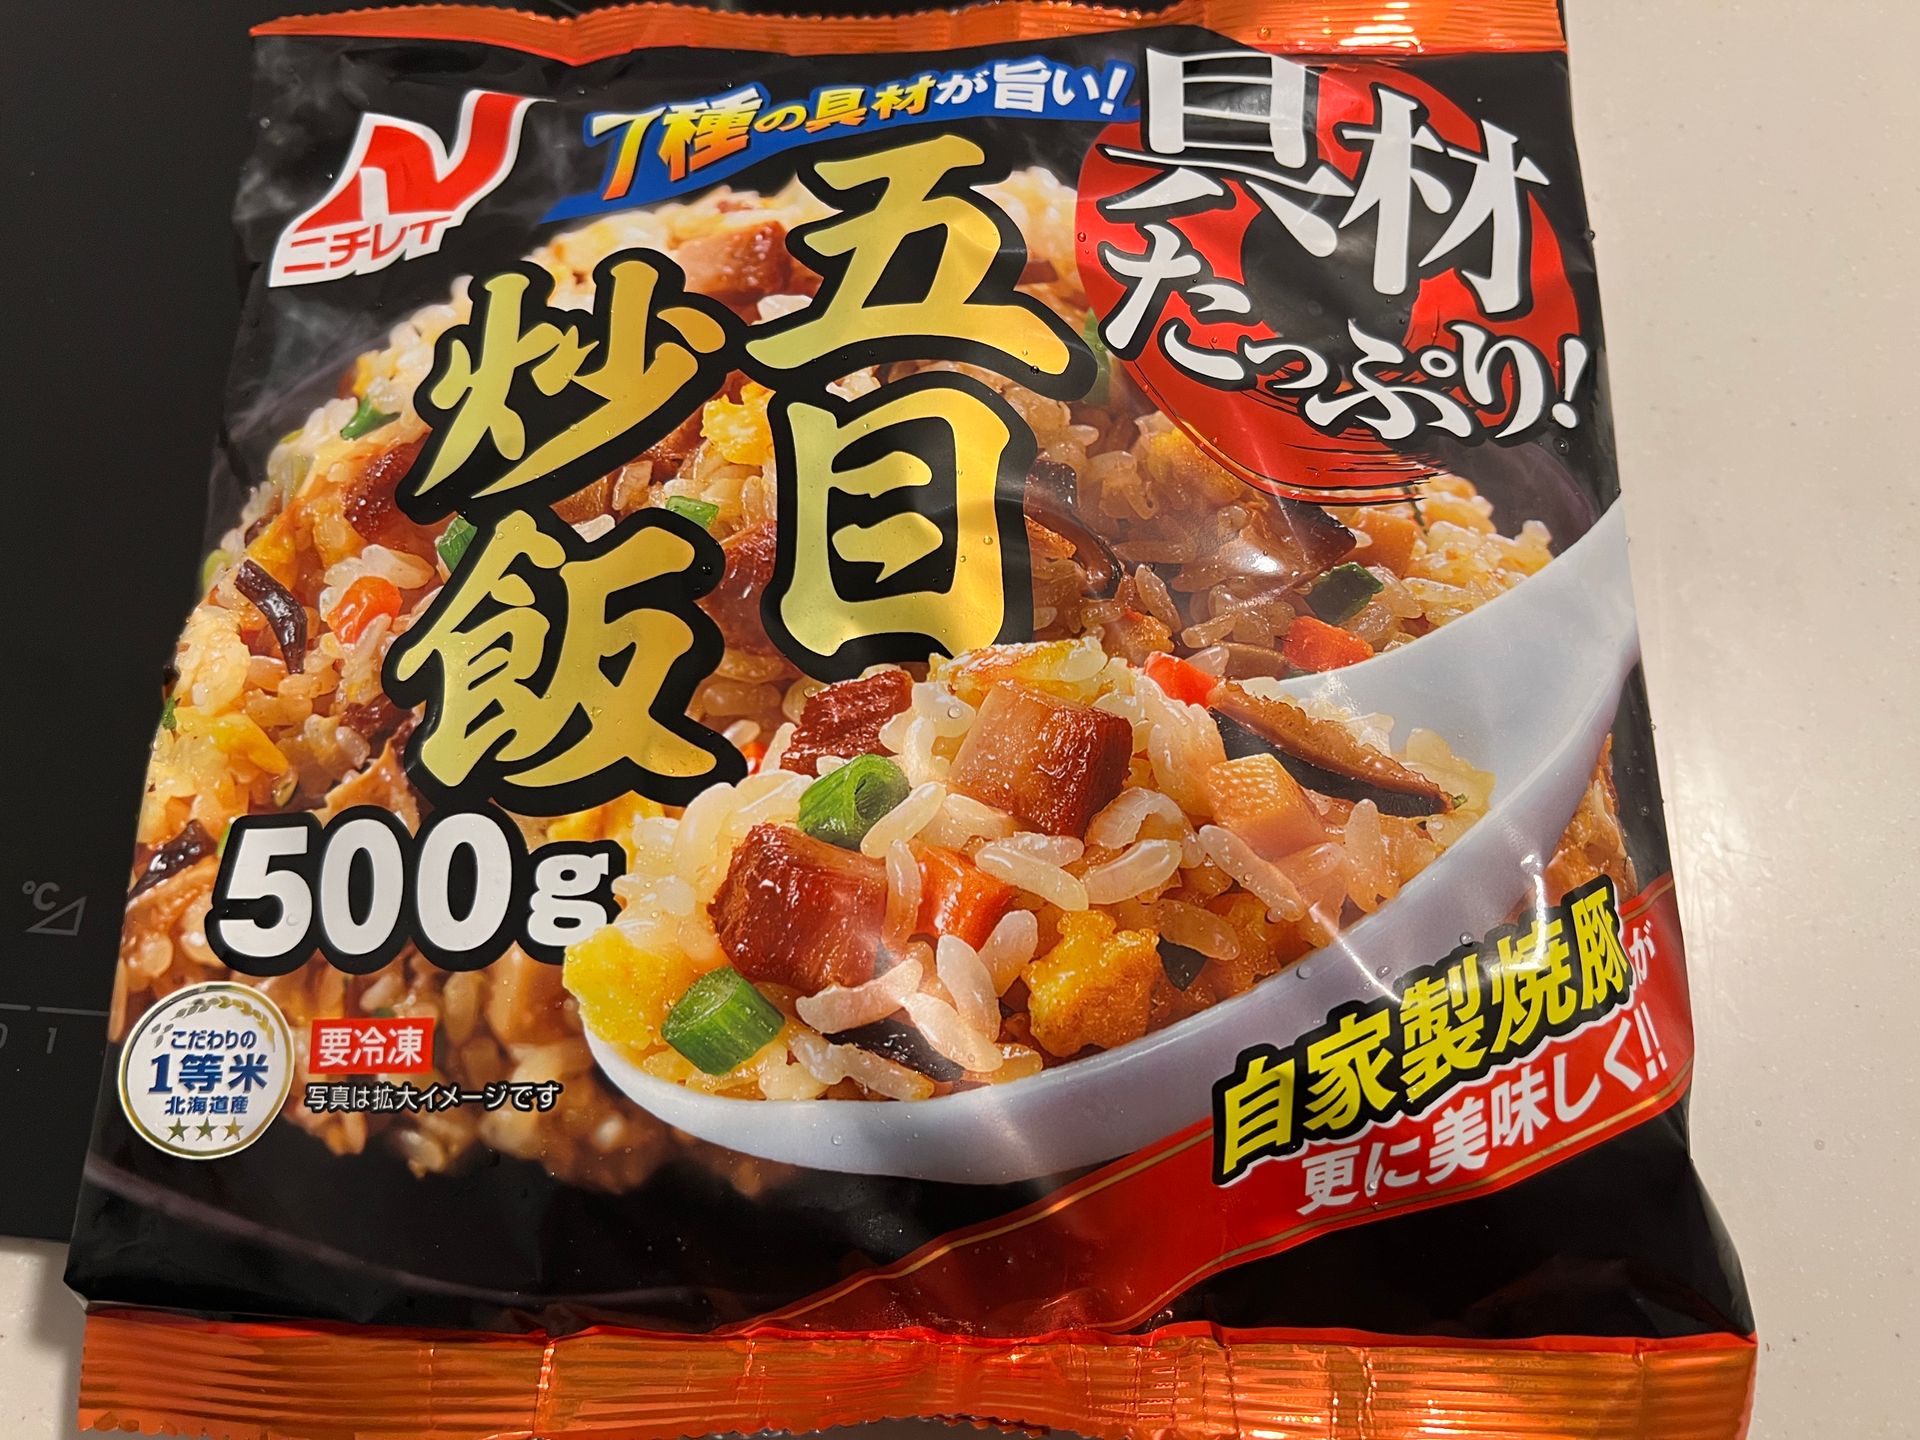 ニチレイ
7種の具材が旨い!
具材
たっぷり!
五目
炒飯
500g
こだわりの
1等米
北海道産
要冷凍
写真は拡大イメージです
自家製焼豚が
更に美味しく!!
℃
0 1